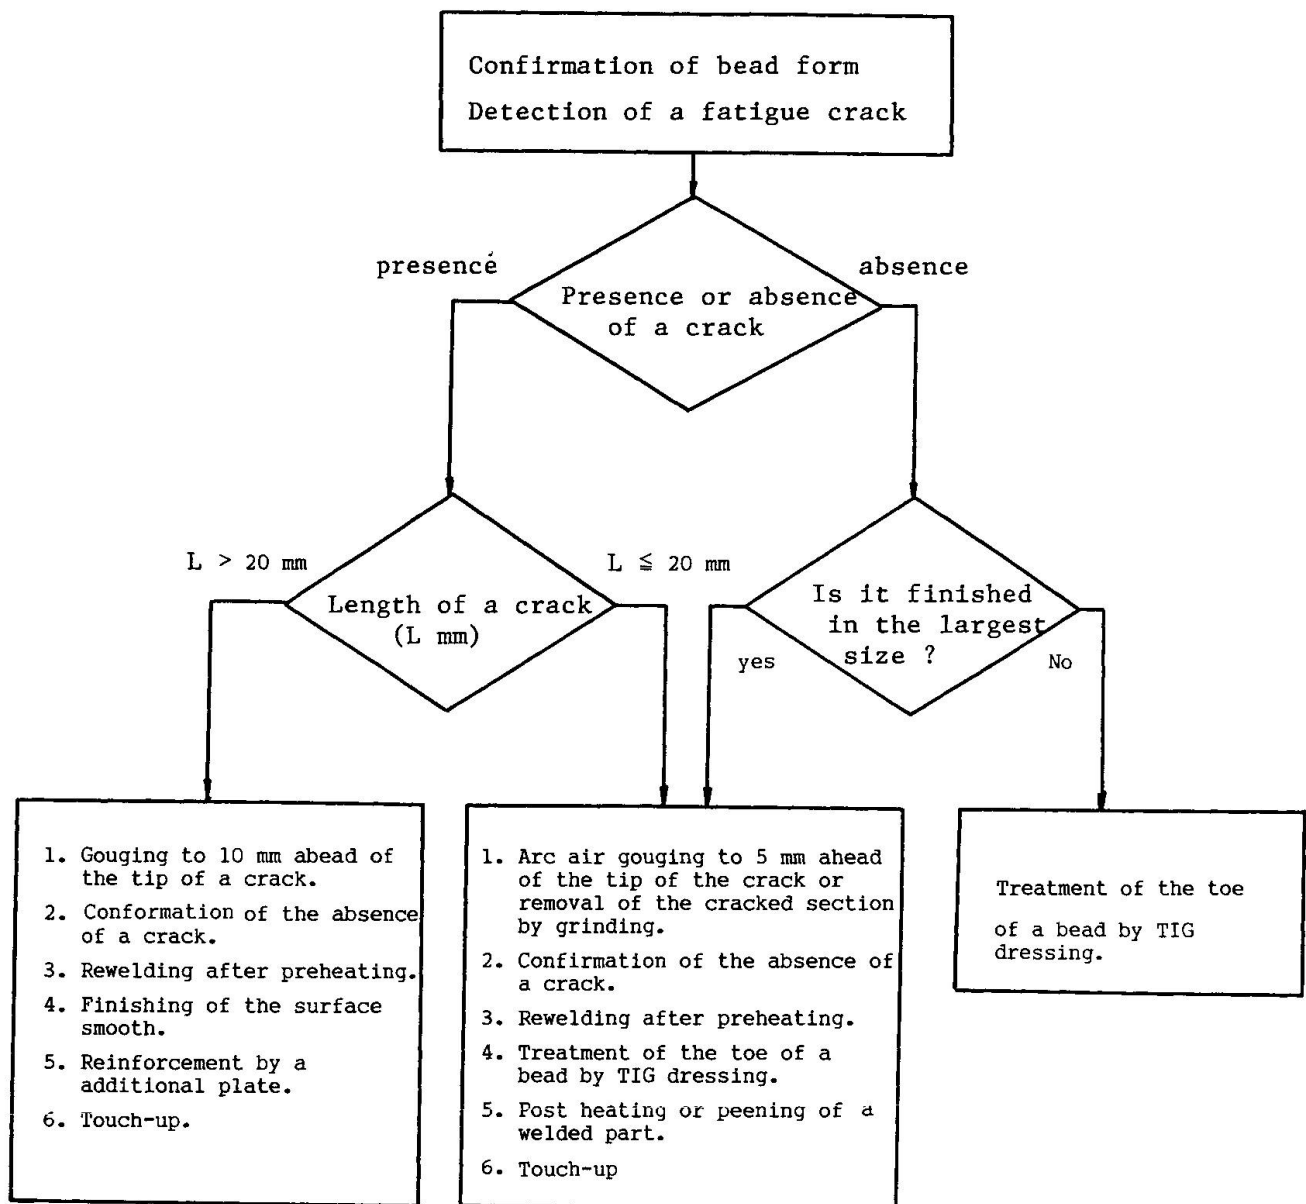 Confirmation of bead form
Detection of a fatigue crack
presence
absence
Presence or absence
of a crack
L > 20 mm
L ≦ 20 mm
Length of a crack
(L mm)
Is it finished
in the largest
size ?
yes
No
1. Gouging to 10 mm abead of
the tip of a crack.
2. Conformation of the absence
of a crack.
3. Rewelding after preheating.
4. Finishing of the surface
smooth.
5. Reinforcement by a
additional plate.
6. Touch-up.
1. Arc air gouging to 5 mm ahead
of the tip of the crack or
removal of the cracked section
by grinding.
2. Confirmation of the absence of
a crack.
3. Rewelding after preheating.
4. Treatment of the toe of a
bead by TIG dressing.
5. Post heating or peening of a
welded part.
6. Touch-up
Treatment of the toe
of a bead by TIG
dressing.